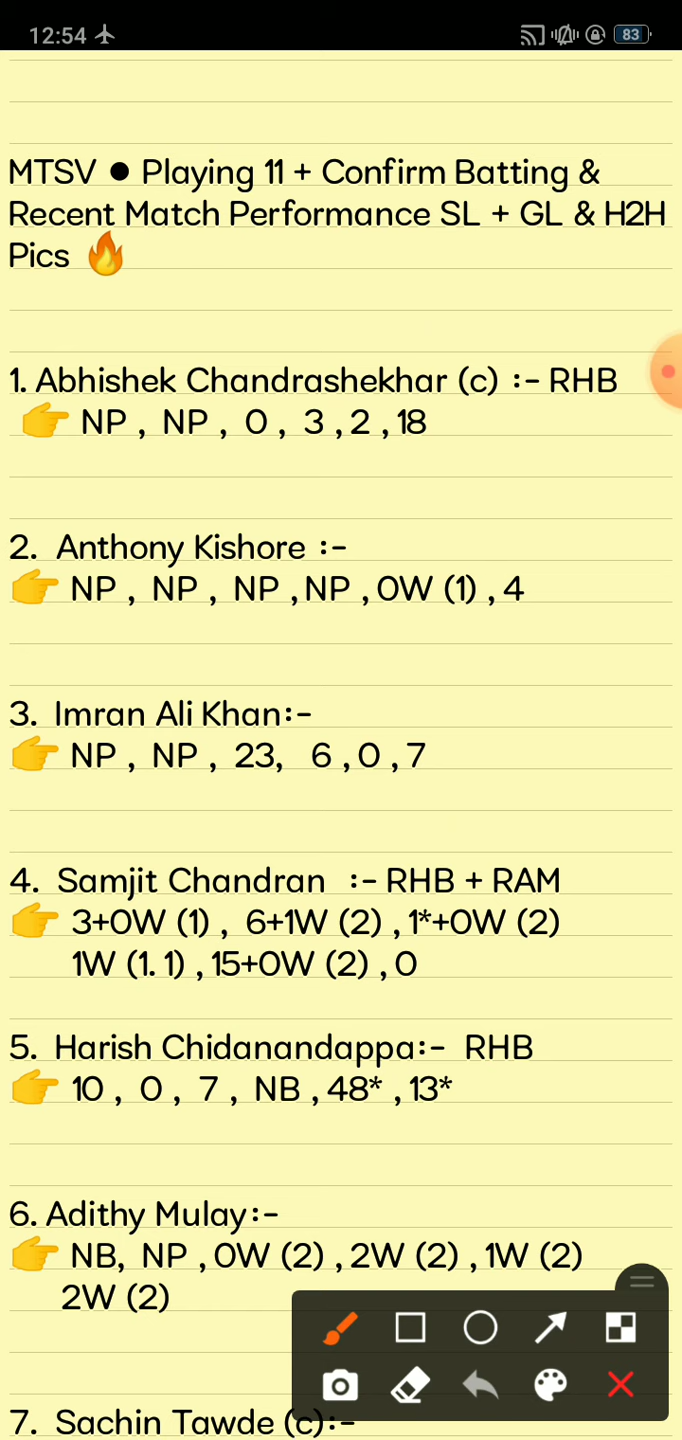 12:54
83
MTSV ● Playing 11 + Confirm Batting &
Recent Match Performance SL + GL & H2H
Pics 🔥
1. Abhishek Chandrashekhar (c) :- RHB
👉 NP , NP , 0 , 3 ,2 ,18
2. Anthony Kishore :-
👉 NP , NP , NP ,NP ,0W (1) ,4
3. Imran Ali Khan:-
👉 NP , NP , 23, 6 ,0 ,7
4. Samjit Chandran :- RHB + RAM
👉 3+0W (1) , 6+1W (2) ,1*+0W (2)
1W (1.1) ,15+0W (2) ,0
5. Harish Chidanandappa:- RHB
👉 10 , 0 , 7 , NB ,48* ,13*
6. Adithy Mulay:-
👉 NB, NP ,0W (2) ,2W (2) ,1W (2)
2W (2)
7. Sachin Tawde (c):-